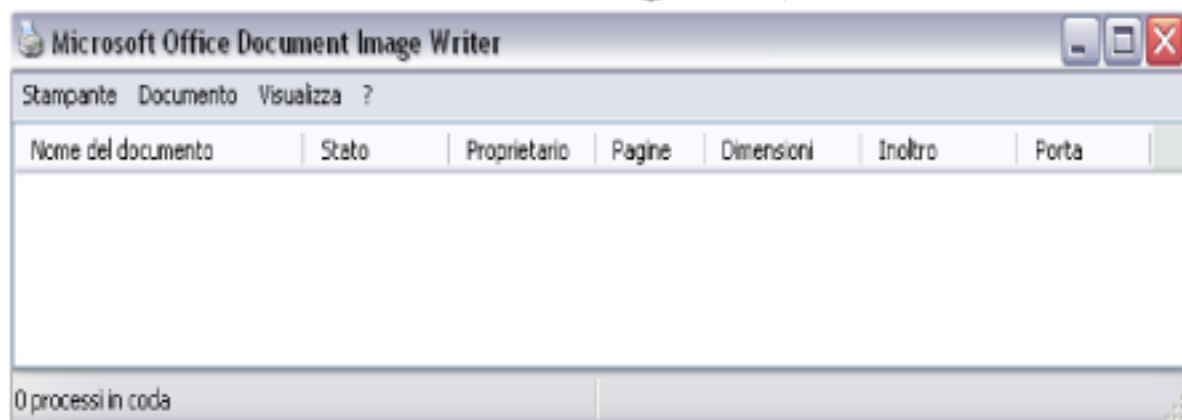 Microsoft Office Document Image Writer
Stampante Documento Visualizza ?
Nome del documento Stato Proprietario Pagine Dimensioni Inoltro Porta
0 processi in coda